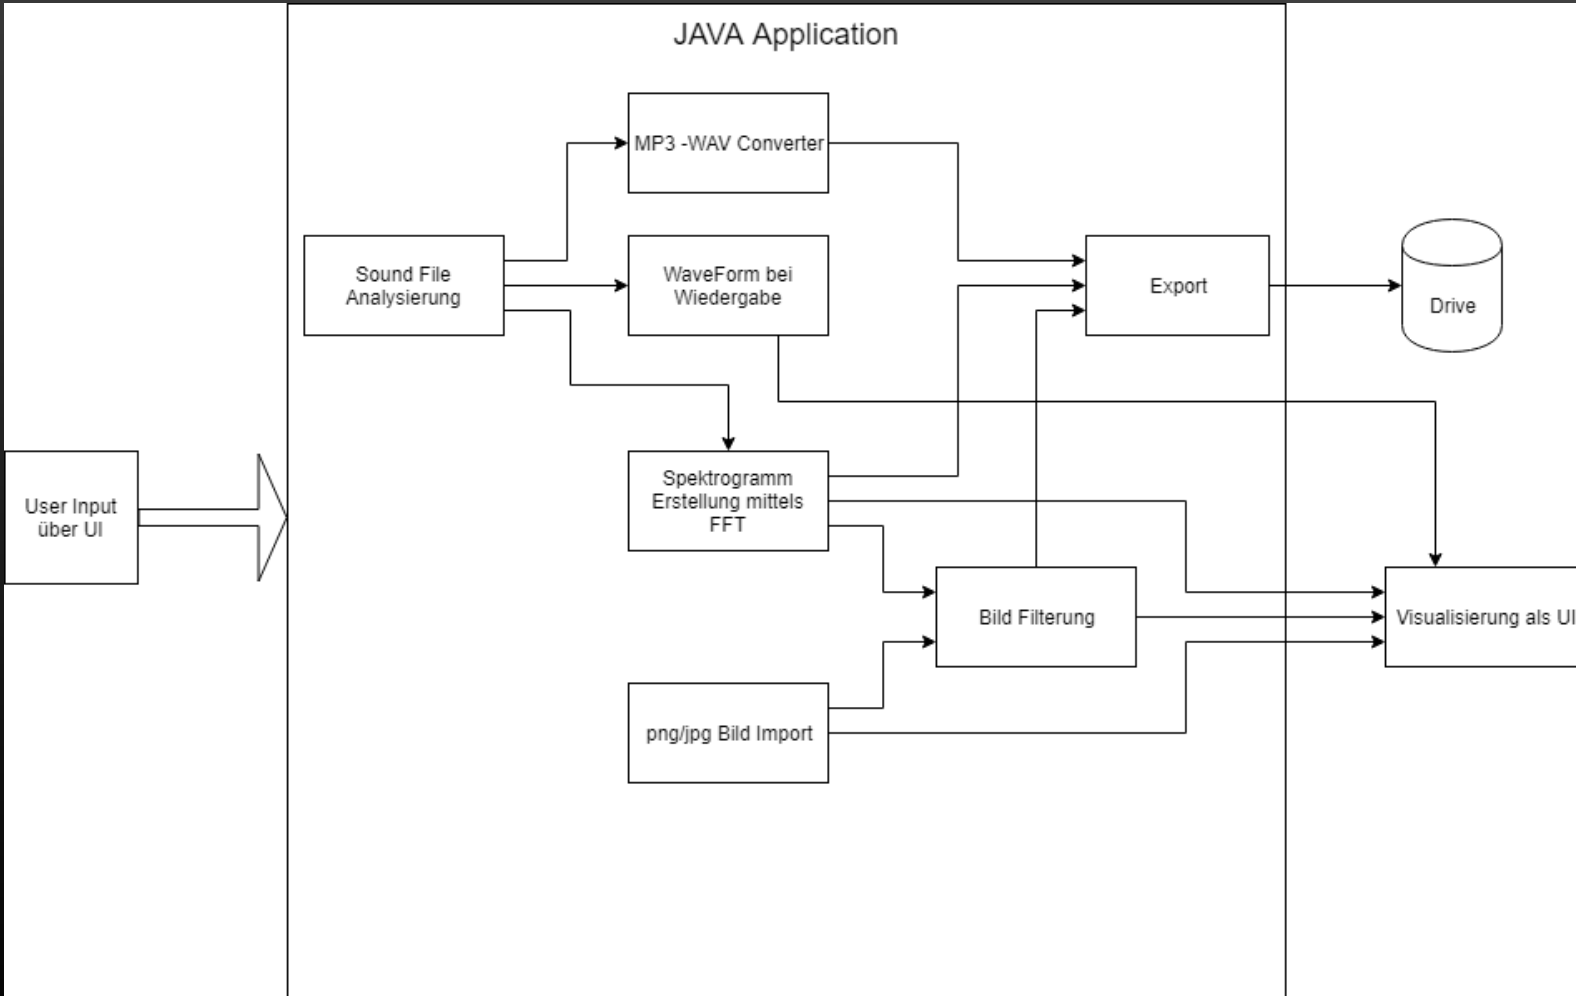 JAVA Application
MP3 -WAV Converter
Sound File
Analysierung
WaveForm bei
Wiedergabe
Export
Drive
User Input
über UI
Spektrogramm
Erstellung mittels
FFT
Bild Filterung
Visualisierung als UI
png/jpg Bild Import